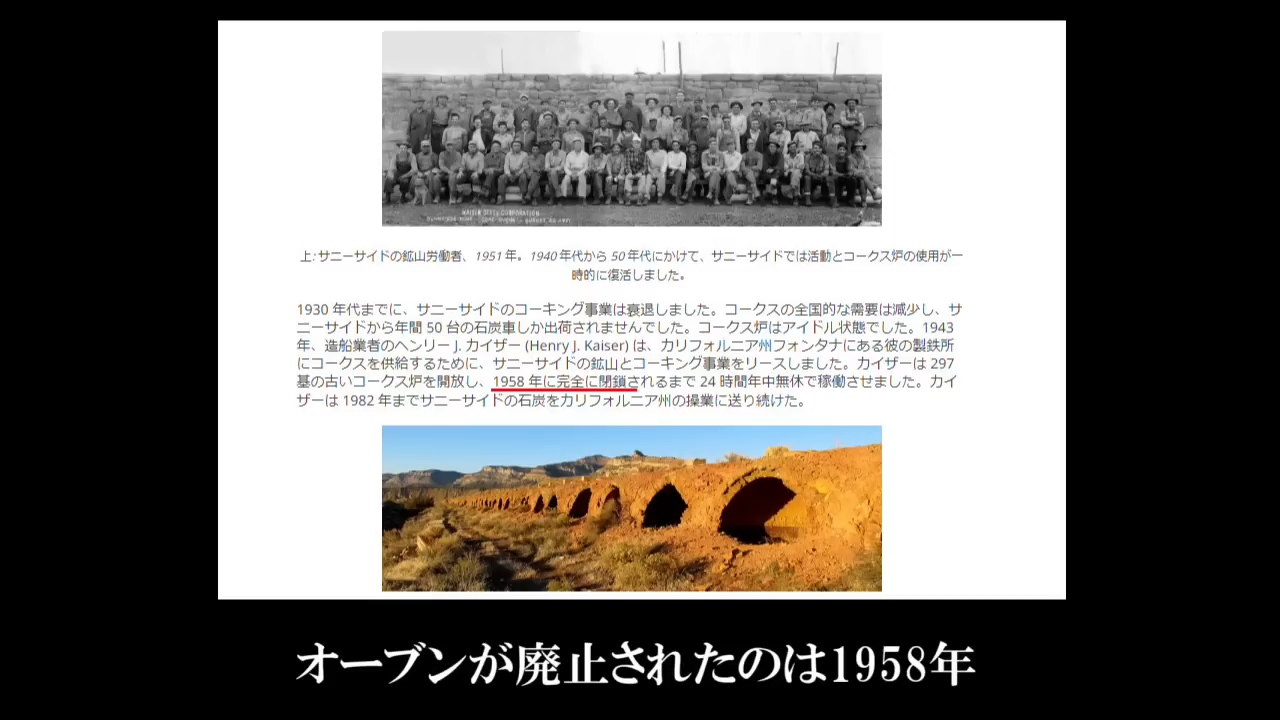 KAISER STEEL CORPORATION
上: サニーサイドの鉱山労働者、1951 年。1940 年代から 50 年代にかけて、サニーサイドでは活動とコークス炉の使用が一
時的に復活しました。
1930 年代までに、サニーサイドのコーキング事業は衰退しました。コークスの全国的な需要は減少し、サ
ニーサイドから年間 50 台の石炭車しか出荷されませんでした。コークス炉はアイドル状態でした。1943
年、造船業者のヘンリー J. カイザー (Henry J. Kaiser) は、カリフォルニア州フォンタナにある彼の製鉄所
にコークスを供給するために、サニーサイドの鉱山とコーキング事業をリースしました。カイザーは 297
基の古いコークス炉を開放し、1958 年に完全に閉鎖されるまで 24 時間年中無休で稼働させました。カイ
ザーは 1982 年までサニーサイドの石炭をカリフォルニア州の操業に送り続けた。
オーブンが廃止されたのは1958年